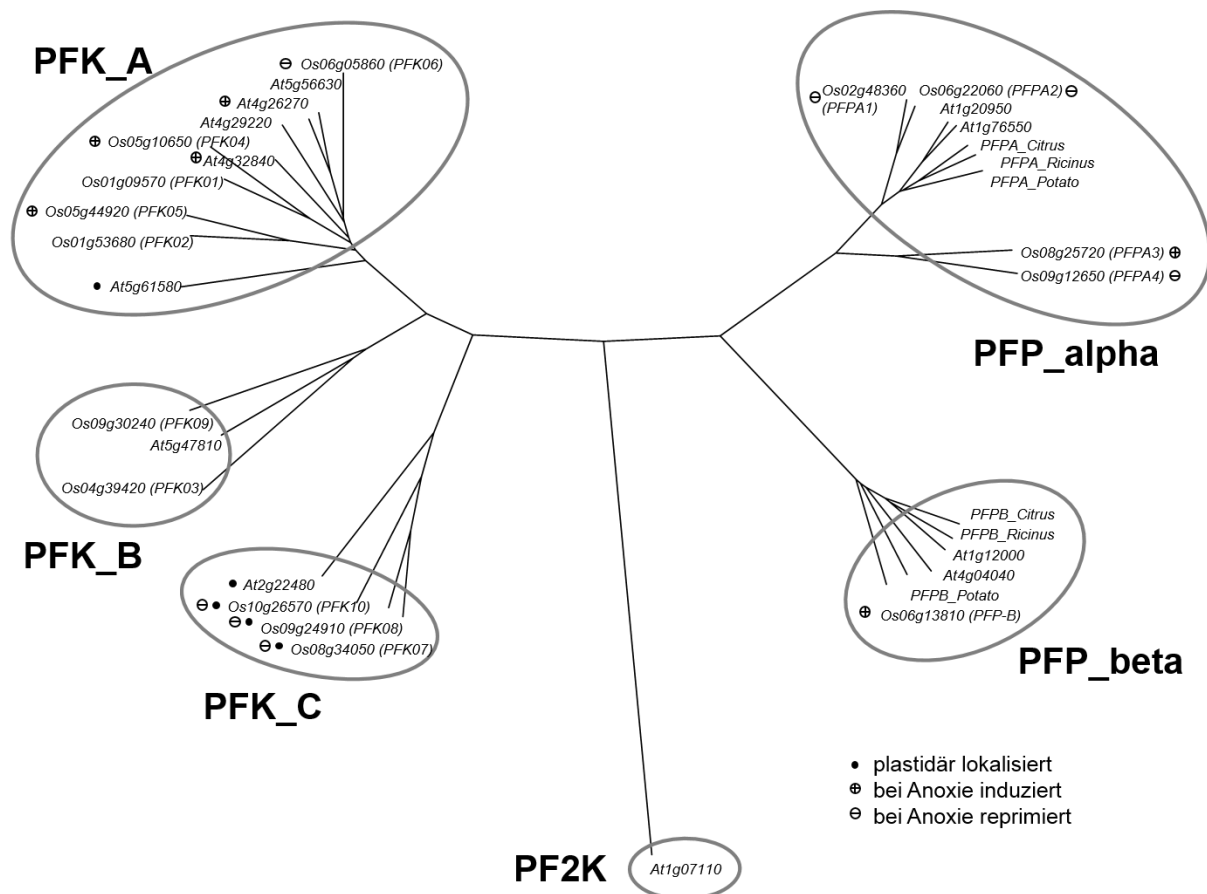 PFK_A
Os06g05860 (PFK06)
At5g56630
At4g26270
At4g29220
Os05g10650 (PFK04)
At4g32840
Os01g09570 (PFK01)
Os05g44920 (PFK05)
Os01g53680 (PFK02)
At5g61580
Os02g48360
(PFPA1)
Os06g22060 (PFPA2)
At1g20950
At1g76550
PFPA_Citrus
PFPA_Ricinus
PFPA_Potato
Os08g25720 (PFPA3)
Os09g12650 (PFPA4)
PFP_alpha
Os09g30240 (PFK09)
At5g47810
Os04g39420 (PFK03)
PFK_B
At2g22480
Os10g26570 (PFK10)
Os09g24910 (PFK08)
Os08g34050 (PFK07)
PFK_C
PFPB_Citrus
PFPB_Ricinus
At1g12000
At4g04040
PFPB_Potato
Os06g13810 (PFP-B)
PFP_beta
plastidär lokalisiert
bei Anoxie induziert
bei Anoxie reprimiert
PF2K
At1g07110